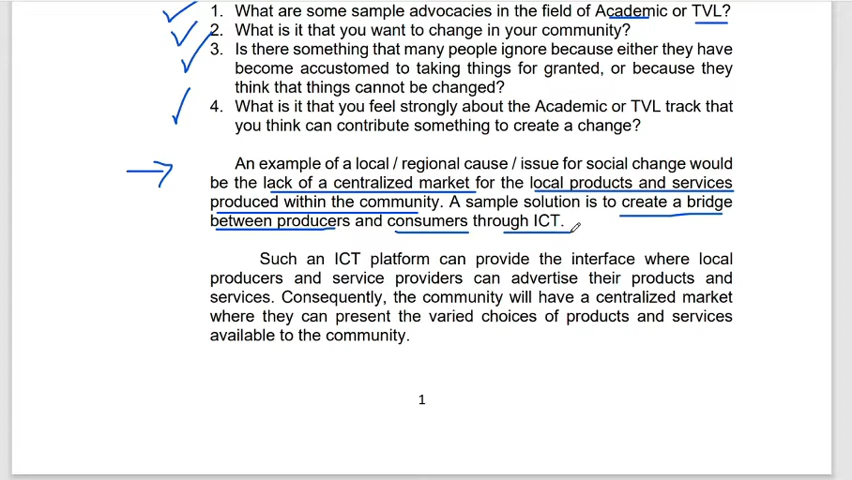 1. What are some sample advocacies in the field of Academic or TVL?
2. What is it that you want to change in your community?
3. Is there something that many people ignore because either they have
become accustomed to taking things for granted, or because they
think that things cannot be changed?
4. What is it that you feel strongly about the Academic or TVL track that
you think can contribute something to create a change?
An example of a local / regional cause / issue for social change would
be the lack of a centralized market for the local products and services
produced within the community. A sample solution is to create a bridge
between producers and consumers through ICT.
Such an ICT platform can provide the interface where local
producers and service providers can advertise their products and
services. Consequently, the community will have a centralized market
where they can present the varied choices of products and services
available to the community.
1